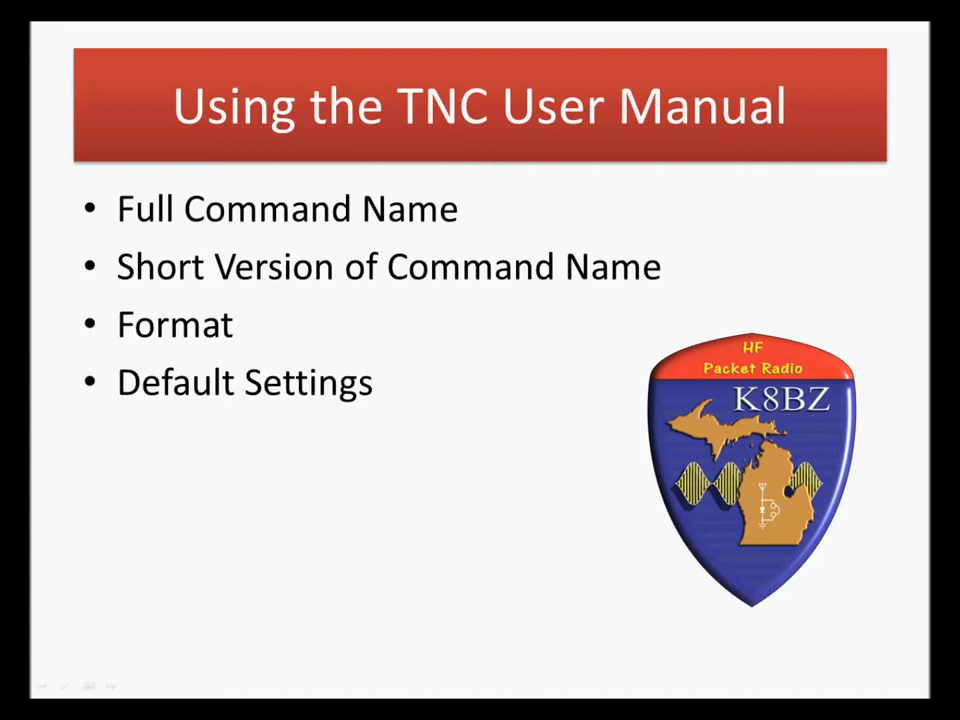 Using the TNC User Manual
• Full Command Name
• Short Version of Command Name
• Format
• Default Settings
HF
Packet Radio
K8BZ